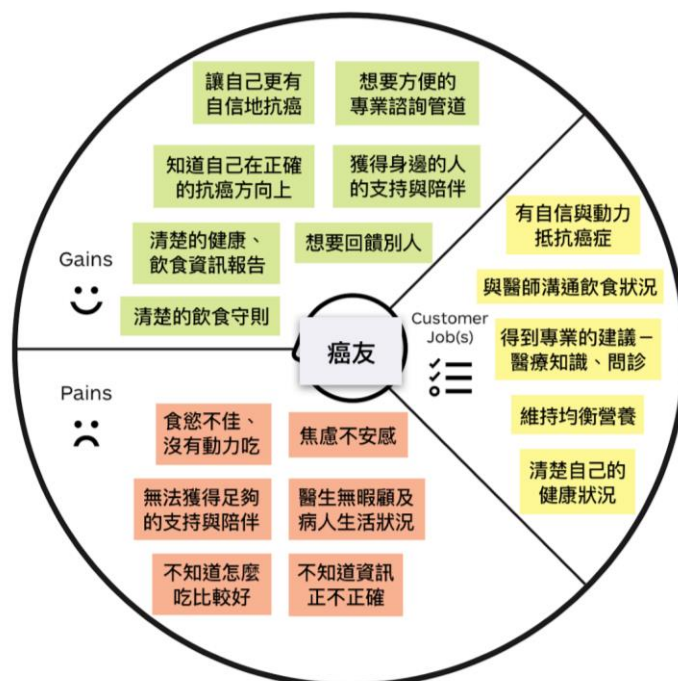 讓自己更有
自信地抗癌
想要方便的
專業諮詢管道
知道自己在正確
的抗癌方向上
獲得身邊的人
的支持與陪伴
Gains
清楚的健康、
飲食資訊報告
想要回饋別人
清楚的飲食守則
癌友
Customer
Job(s)
有自信與動力
抵抗癌症
與醫師溝通飲食狀況
得到專業的建議－
醫療知識、問診
維持均衡營養
清楚自己的
健康狀況
Pains
食慾不佳、
沒有動力吃
焦慮不安感
無法獲得足夠
的支持與陪伴
醫生無暇顧及
病人生活狀況
不知道怎麼
吃比較好
不知道資訊
正不正確